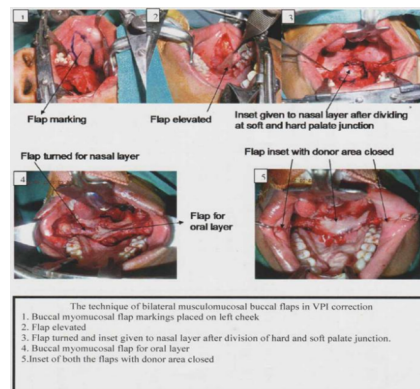 1
2
3
Flap marking
Flap elevated
Inset given to nasal layer after dividing
at soft and hard palate junction
Flap turned for nasal layer
Flap inset with donor area closed
4
5
Flap for
oral layer
The technique of bilateral musculomucosal buccal flaps in VPI correction
1. Buccal myomucosal flap markings placed on left cheek
2. Flap elevated
3. Flap turned and inset given to nasal layer after division of hard and soft palate junction.
4. Buccal myomucosal flap for oral layer
5.Inset of both the flaps with donor area closed